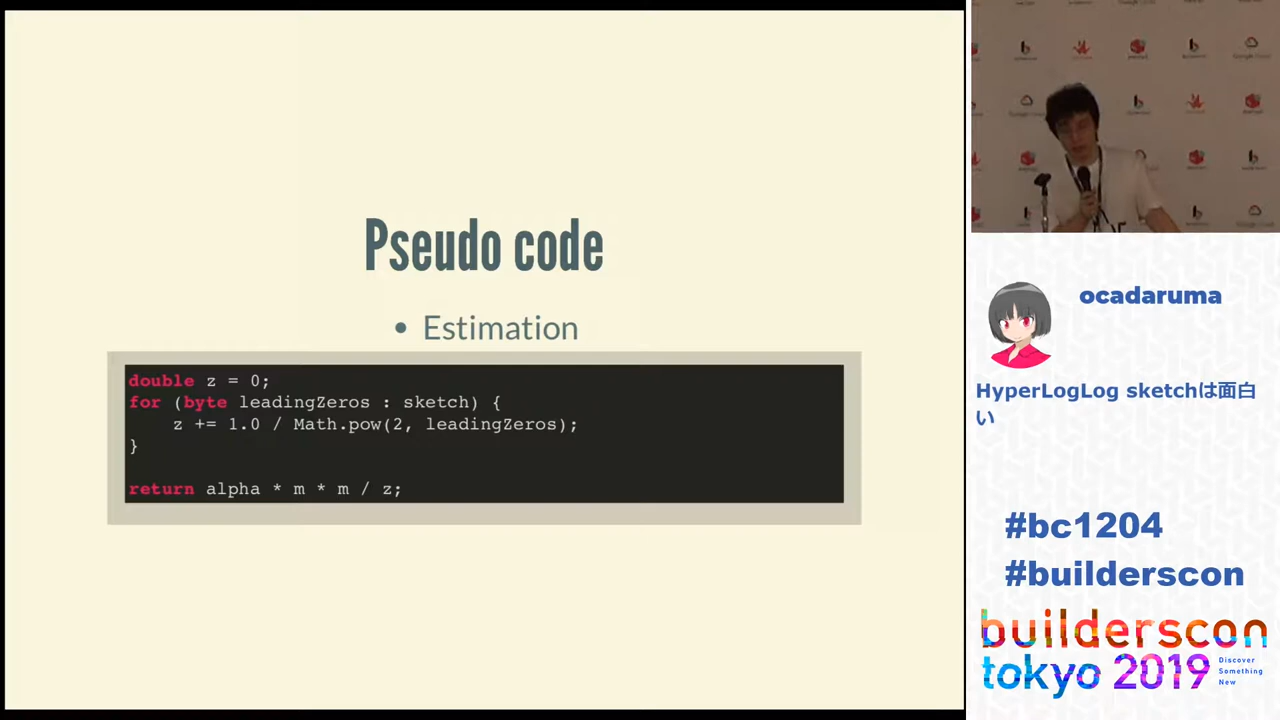 Pseudo code
• Estimation
double z = 0;
for (byte leadingZeros : sketch) {
    z += 1.0 / Math.pow(2, leadingZeros);
}
return alpha * m * m / z;
ocadaruma
HyperLogLog sketchは面白
い
#bc1204
#builderscon
builderscon
tokyo 2019
Discover
Something
New